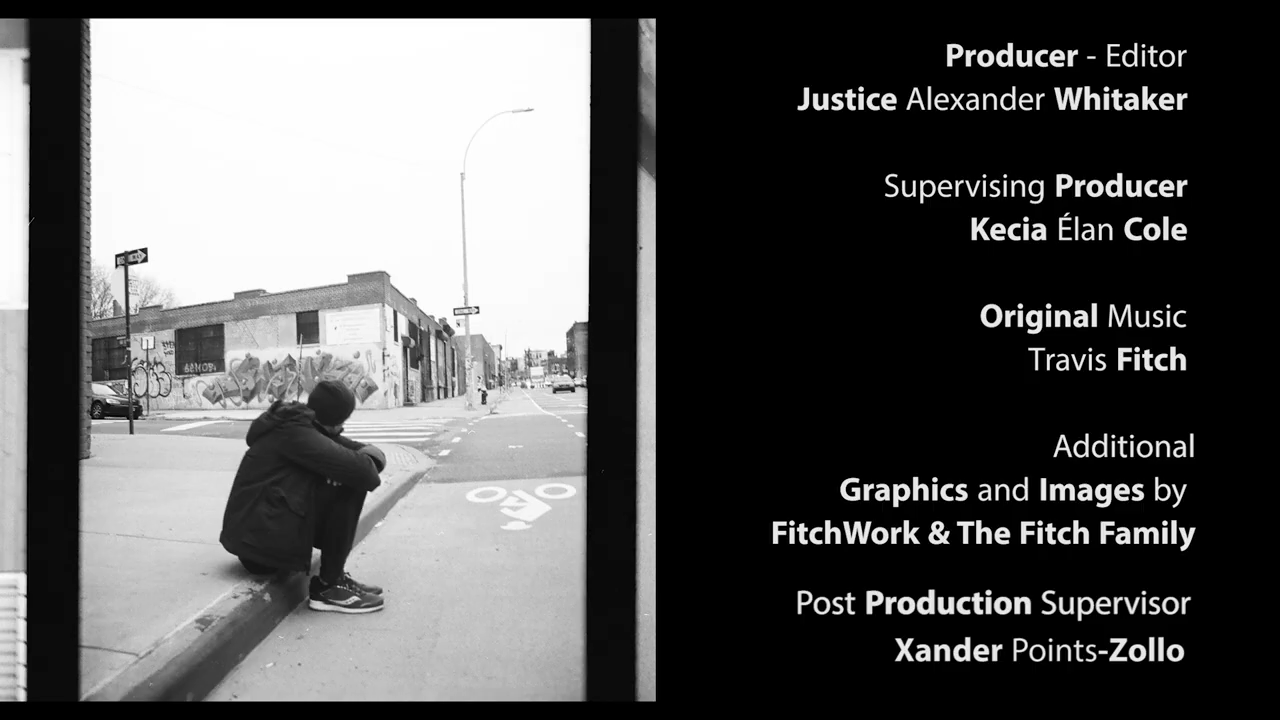 Producer - Editor
Justice Alexander Whitaker
Supervising Producer
Kecia Élan Cole
Original Music
Travis Fitch
Additional
Graphics and Images by
FitchWork & The Fitch Family
Post Production Supervisor
Xander Points-Zollo